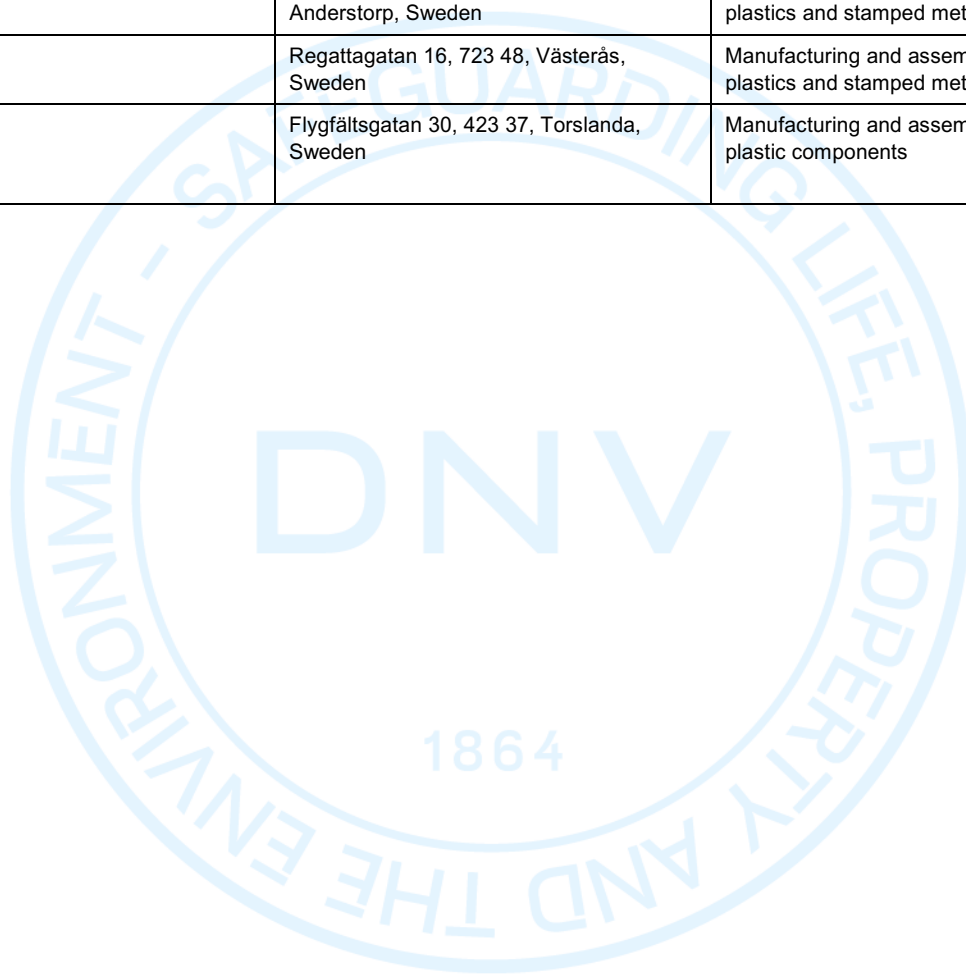 Anderstorp, Sweden
plastics and stamped met
Regattagatan 16, 723 48, Västerås,
Sweden
Manufacturing and assem
plastics and stamped met
Flygfältsgatan 30, 423 37, Torslanda,
Sweden
Manufacturing and assem
plastic components
SAFEGUARDING LIFE, PROPERTY AND THE ENVIRONMENT -
DNV
1864